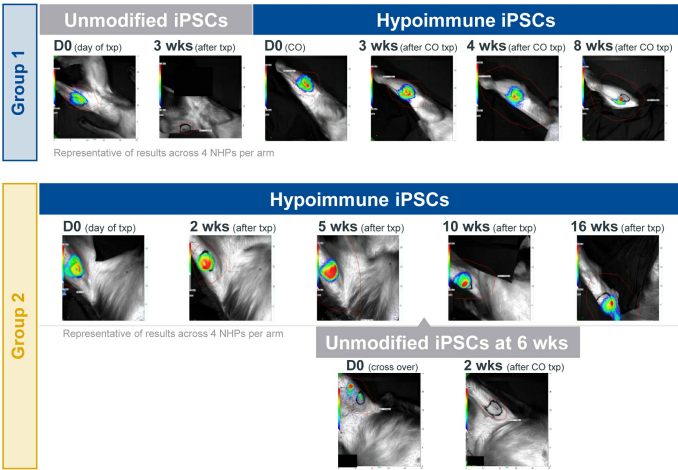 Unmodified iPSCs
Hypoimmune iPSCs
Group 1
D0 (day of txp)
3 wks (after txp)
D0 (CO)
3 wks (after CO txp)
4 wks (after CO txp)
8 wks (after CO txp)
Representative of results across 4 NHPs per arm
Hypoimmune iPSCs
Group 2
D0 (day of txp)
2 wks (after txp)
5 wks (after txp)
10 wks (after txp)
16 wks (after txp)
Representative of results across 4 NHPs per arm
Unmodified iPSCs at 6 wks
D0 (cross over)
2 wks (after CO txp)